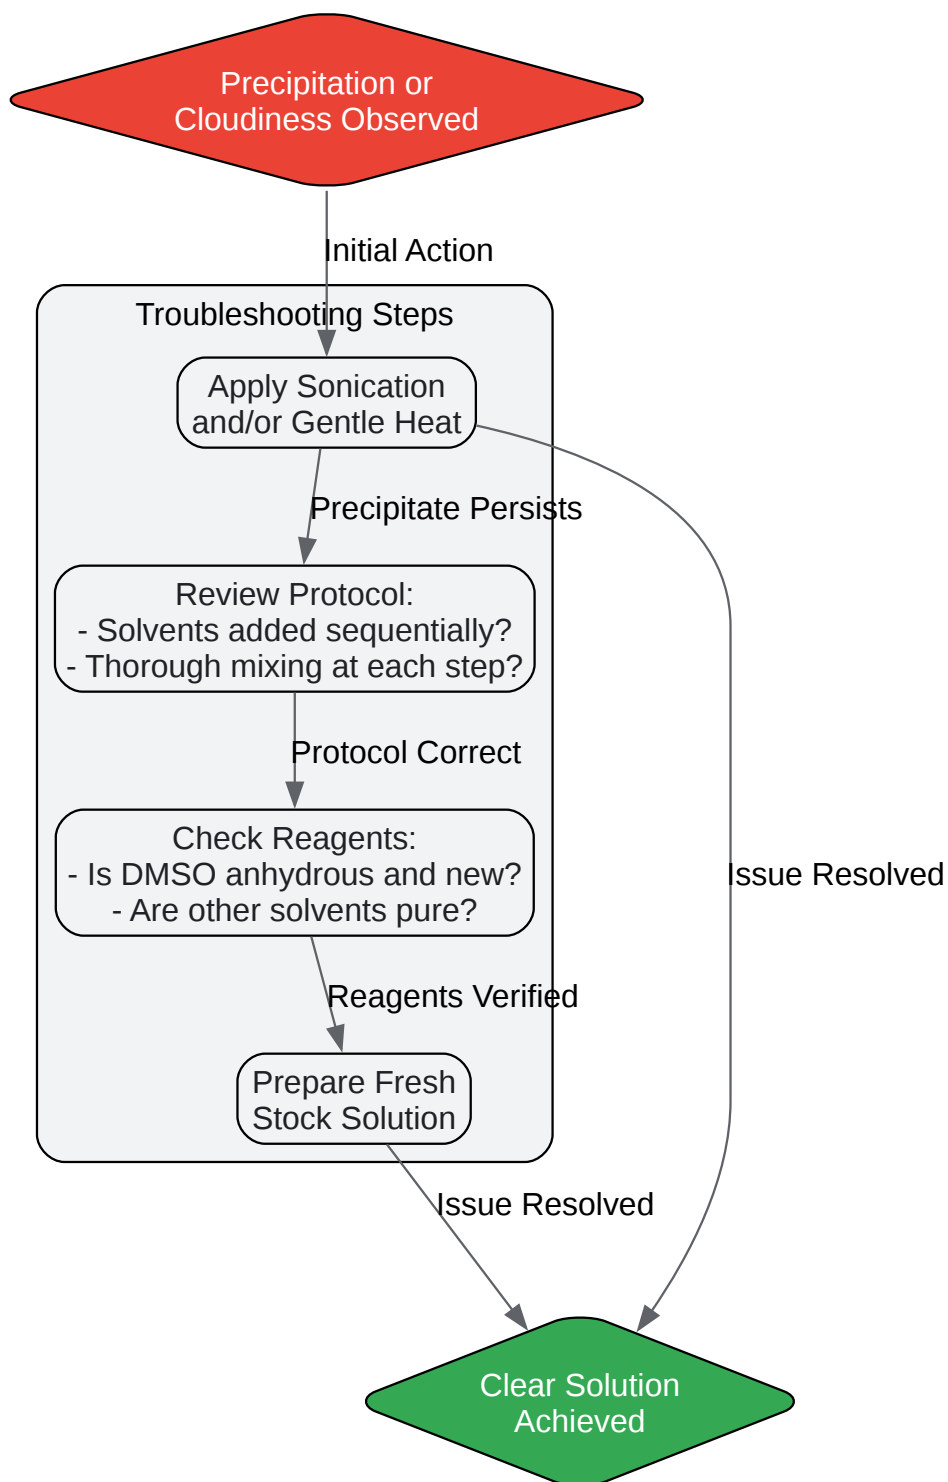 Precipitation or
Cloudiness Observed
Initial Action
Troubleshooting Steps
Apply Sonication
and/or Gentle Heat
Precipitate Persists
Review Protocol:
- Solvents added sequentially?
- Thorough mixing at each step?
Protocol Correct
Check Reagents:
- Is DMSO anhydrous and new?
- Are other solvents pure?
Issue Resolved
Reagents Verified
Prepare Fresh
Stock Solution
Issue Resolved
Clear Solution
Achieved